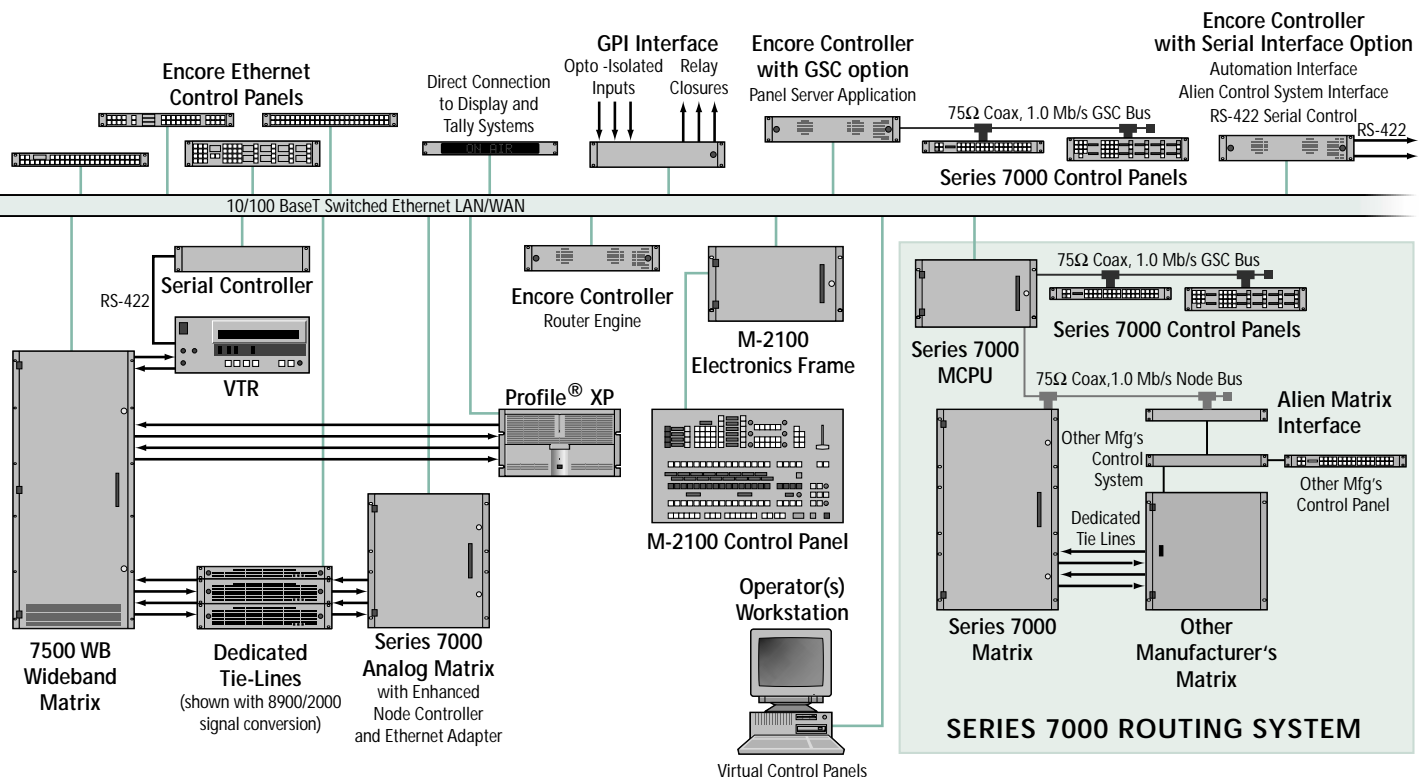 Encore Ethernet
Control Panels
Direct Connection
to Display and
Tally Systems
ON AIR
GPI Interface
Opto -Isolated
Inputs
Relay
Closures
Encore Controller
with GSC option
Panel Server Application
75Ω Coax, 1.0 Mb/s GSC Bus
Series 7000 Control Panels
Encore Controller
with Serial Interface Option
Automation Interface
Alien Control System Interface
RS-422 Serial Control
RS-422
10/100 BaseT Switched Ethernet LAN/WAN
Serial Controller
RS-422
VTR
Encore Controller
Router Engine
M-2100
Electronics Frame
Profile® XP
M-2100 Control Panel
7500 WB
Wideband
Matrix
Dedicated
Tie-Lines
(shown with 8900/2000
signal conversion)
Series 7000
Analog Matrix
with Enhanced
Node Controller
and Ethernet Adapter
Operator(s)
Workstation
Virtual Control Panels
75Ω Coax, 1.0 Mb/s GSC Bus
Series 7000 Control Panels
Series 7000
MCPU
75Ω Coax,1.0 Mb/s Node Bus
Alien Matrix
Interface
Other Mfg's
Control
System
Other Mfg's
Control Panel
Dedicated
Tie Lines
Series 7000
Matrix
Other
Manufacturer‘s
Matrix
SERIES 7000 ROUTING SYSTEM